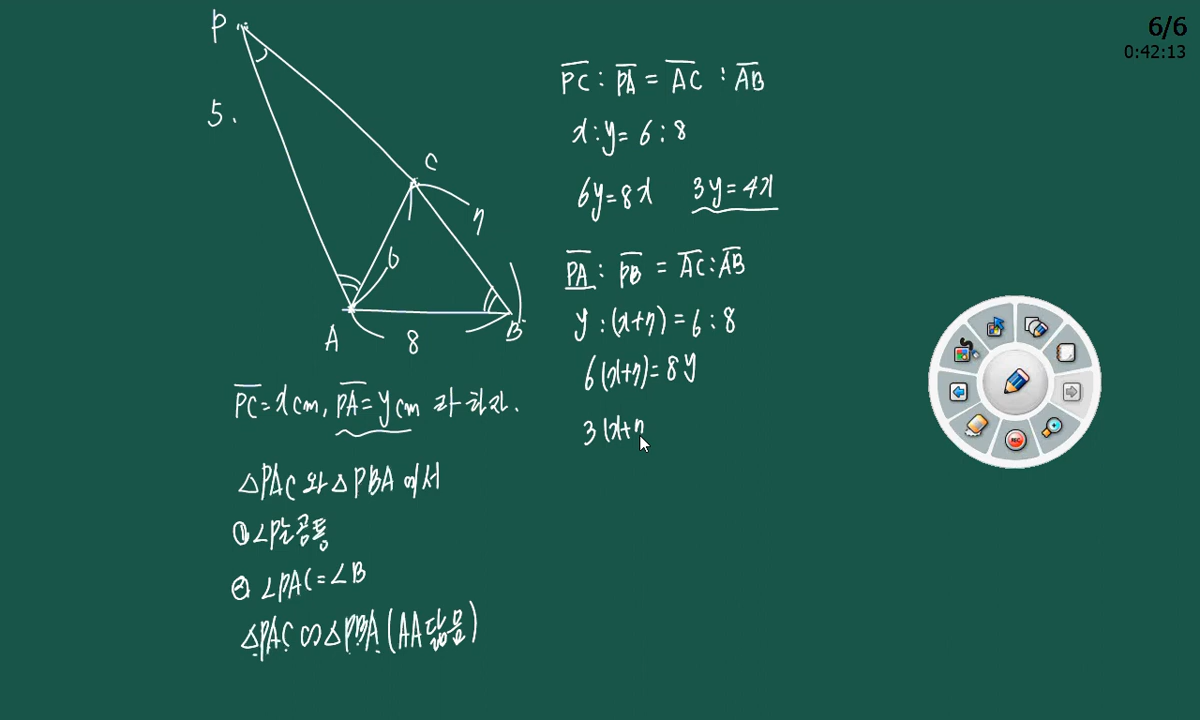 6/6
0:42:13
P
5.
C
7
6
A
8
B
PC = x cm, PA = y cm 라 하자.
△PAC 와 △PBA 에서
① ∠P는 공통
② ∠PAC = ∠B
△PAC ∽ △PBA (AA 닮음)
PC : PA = AC : AB
x : y = 6 : 8
6y = 8x 3y = 4x
PA : PB = AC : AB
y : (x+7) = 6 : 8
6(x+7) = 8y
3(x+7
REC